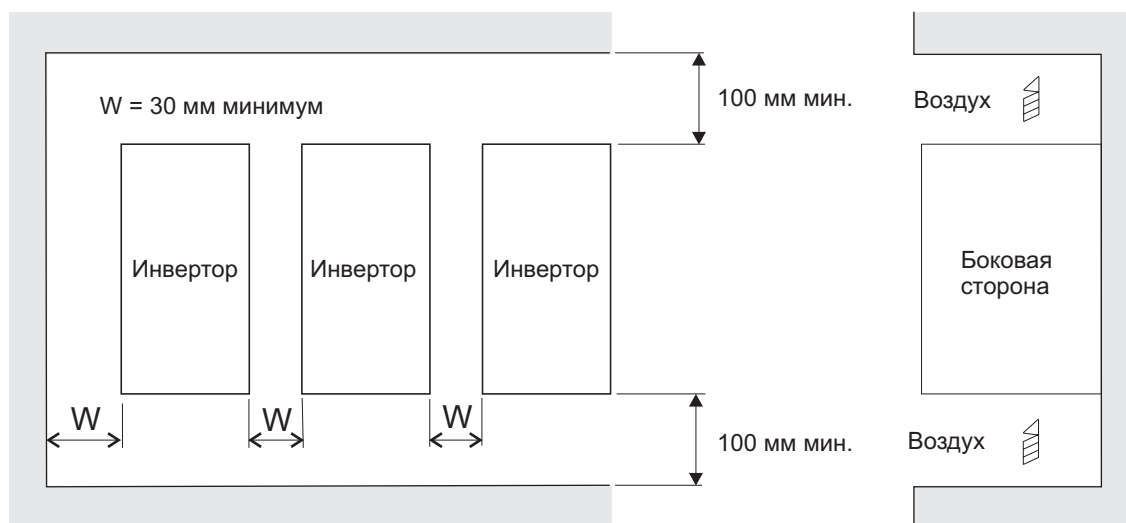 W = 30 мм минимум
100 мм мин.
Воздух
Инвертор
Инвертор
Инвертор
Боковая
сторона
W
W
W
100 мм мин.
Воздух